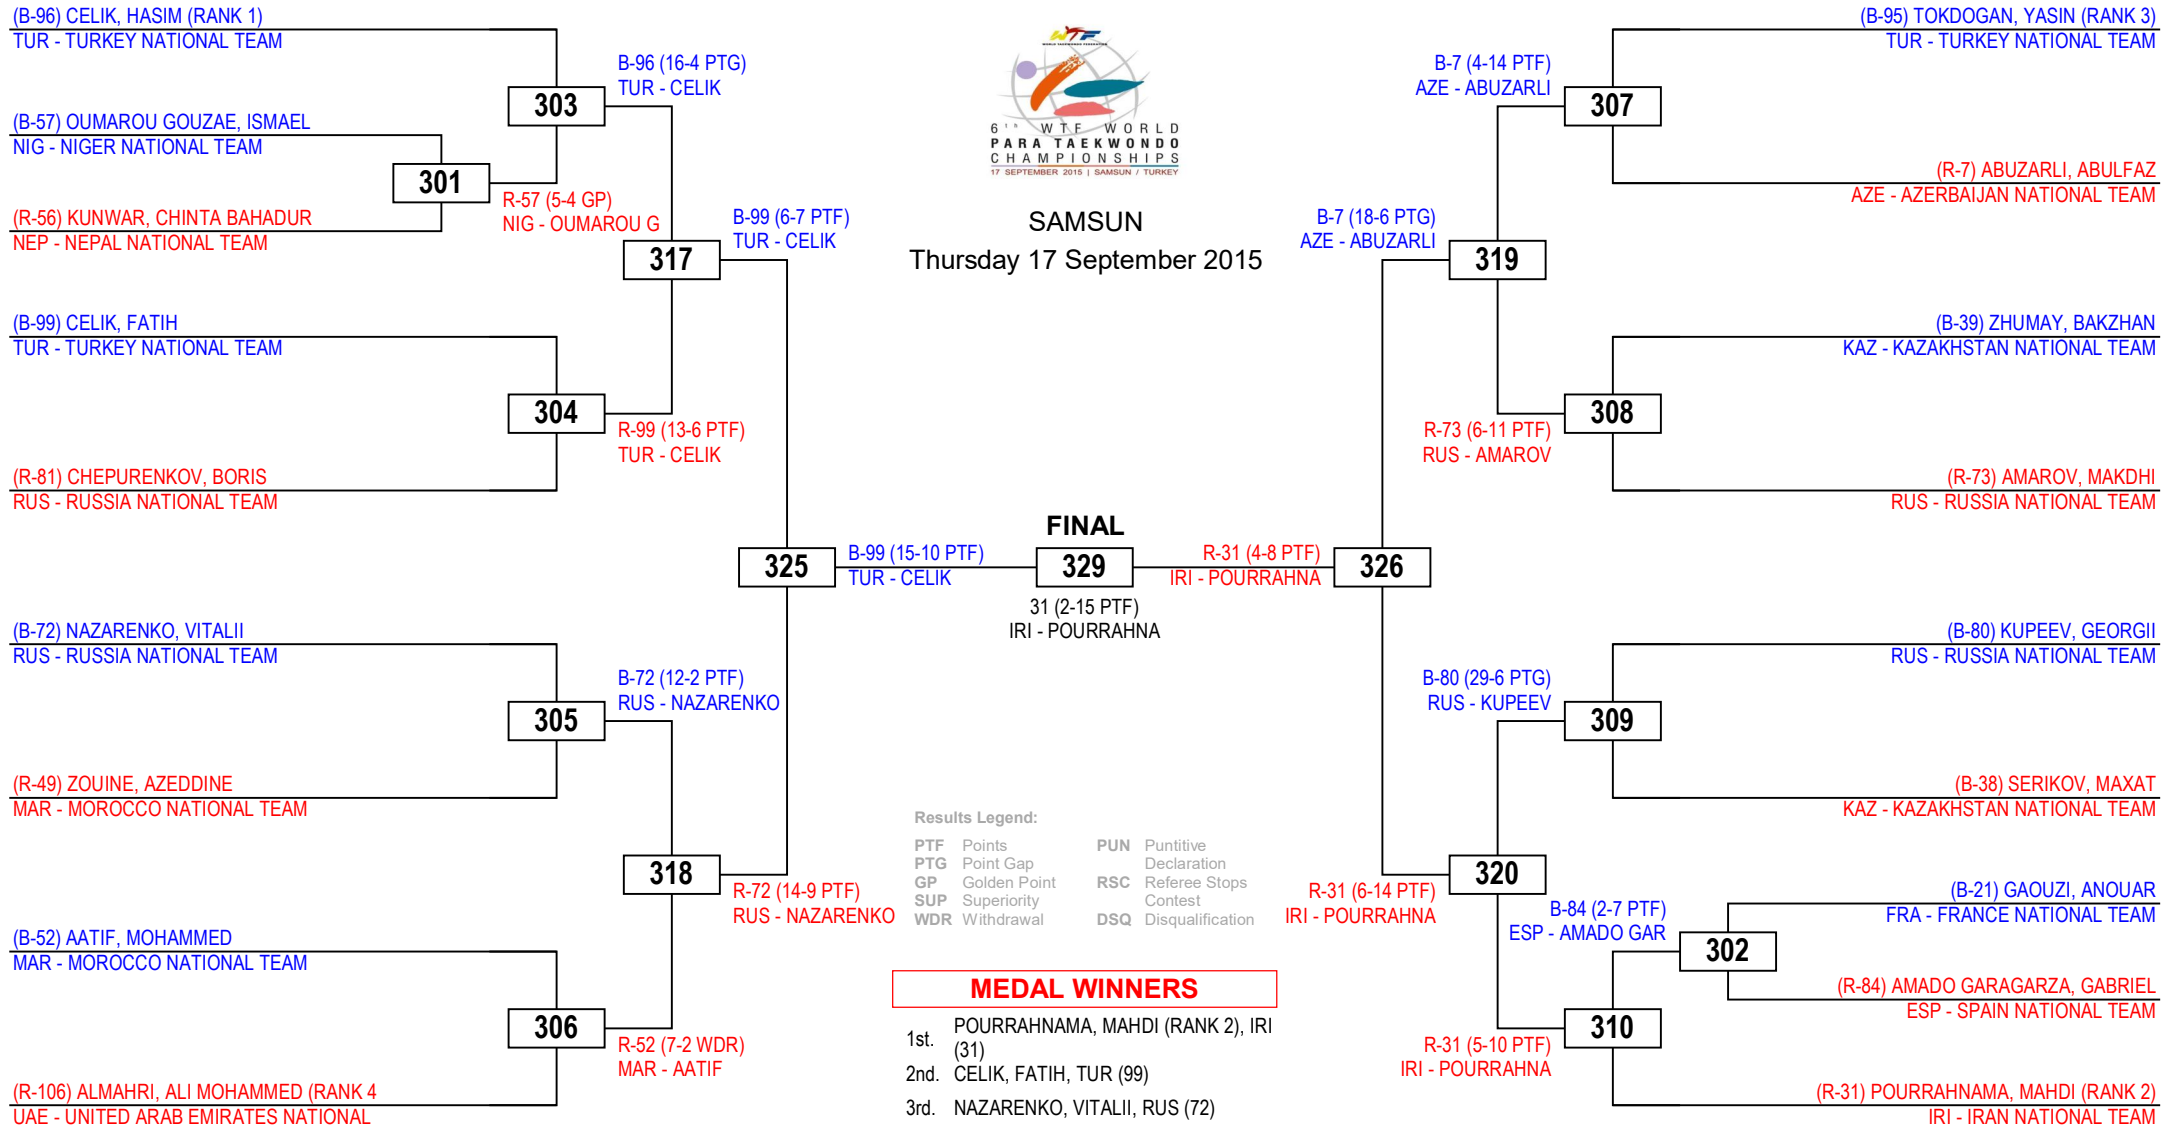 (B-96) CELIK, HASIM (RANK 1)
TUR - TURKEY NATIONAL TEAM
B-96 (16-4 PTG)
TUR - CELIK
303
(B-57) OUMAROU GOUZAE, ISMAEL
NIG - NIGER NATIONAL TEAM
301
R-57 (5-4 GP)
NIG - OUMAROU G
(R-56) KUNWAR, CHINTA BAHADUR
NEP - NEPAL NATIONAL TEAM
B-99 (6-7 PTF)
TUR - CELIK
317
(B-99) CELIK, FATIH
TUR - TURKEY NATIONAL TEAM
304
R-99 (13-6 PTF)
TUR - CELIK
(R-81) CHEPURENKOV, BORIS
RUS - RUSSIA NATIONAL TEAM
325
B-99 (15-10 PTF)
TUR - CELIK
(B-72) NAZARENKO, VITALII
RUS - RUSSIA NATIONAL TEAM
B-72 (12-2 PTF)
RUS - NAZARENKO
305
(R-49) ZOUINE, AZEDDINE
MAR - MOROCCO NATIONAL TEAM
318
R-72 (14-9 PTF)
RUS - NAZARENKO
(B-52) AATIF, MOHAMMED
MAR - MOROCCO NATIONAL TEAM
306
R-52 (7-2 WDR)
MAR - AATIF
(R-106) ALMAHRI, ALI MOHAMMED (RANK 4
UAE - UNITED ARAB EMIRATES NATIONAL
WTF
WORLD TAEKWONDO FEDERATION
6th WTF WORLD
PARA TAEKWONDO
CHAMPIONSHIPS
17 SEPTEMBER 2015 | SAMSUN / TURKEY
SAMSUN
Thursday 17 September 2015
FINAL
329
31 (2-15 PTF)
IRI - POURRAHNA
Results Legend:
PTF Points
PTG Point Gap
GP Golden Point
SUP Superiority
WDR Withdrawal
PUN Puntitive
Declaration
RSC Referee Stops
Contest
DSQ Disqualification
MEDAL WINNERS
1st. POURRAHNAMA, MAHDI (RANK 2), IRI
(31)
2nd. CELIK, FATIH, TUR (99)
3rd. NAZARENKO, VITALII, RUS (72)
(B-95) TOKDOGAN, YASIN (RANK 3)
TUR - TURKEY NATIONAL TEAM
B-7 (4-14 PTF)
AZE - ABUZARLI
307
(R-7) ABUZARLI, ABULFAZ
AZE - AZERBAIJAN NATIONAL TEAM
B-7 (18-6 PTG)
AZE - ABUZARLI
319
(B-39) ZHUMAY, BAKZHAN
KAZ - KAZAKHSTAN NATIONAL TEAM
308
R-73 (6-11 PTF)
RUS - AMAROV
(R-73) AMAROV, MAKDHI
RUS - RUSSIA NATIONAL TEAM
R-31 (4-8 PTF)
IRI - POURRAHNA
326
(B-80) KUPEEV, GEORGII
RUS - RUSSIA NATIONAL TEAM
B-80 (29-6 PTG)
RUS - KUPEEV
309
(B-38) SERIKOV, MAXAT
KAZ - KAZAKHSTAN NATIONAL TEAM
320
R-31 (6-14 PTF)
IRI - POURRAHNA
(B-21) GAOUZI, ANOUAR
FRA - FRANCE NATIONAL TEAM
B-84 (2-7 PTF)
ESP - AMADO GAR
302
(R-84) AMADO GARAGARZA, GABRIEL
ESP - SPAIN NATIONAL TEAM
310
R-31 (5-10 PTF)
IRI - POURRAHNA
(R-31) POURRAHNAMA, MAHDI (RANK 2)
IRI - IRAN NATIONAL TEAM